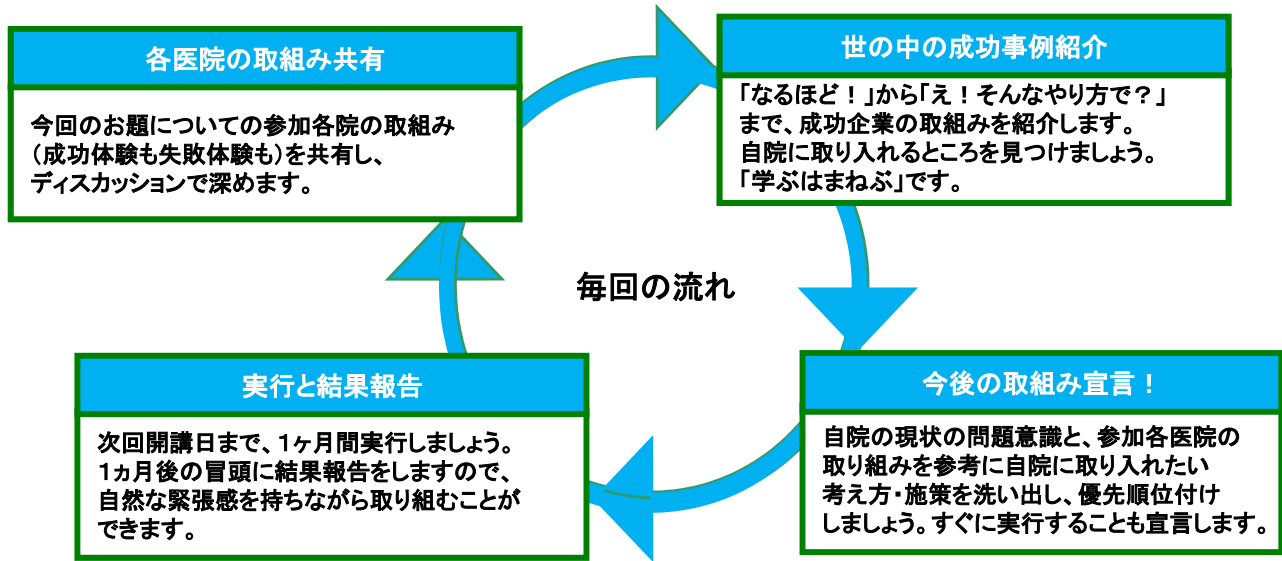 各医院の取組み共有
今回のお題についての参加各院の取組み
(成功体験も失敗体験も)を共有し、
ディスカッションで深めます。
世の中の成功事例紹介
「なるほど!」から「え!そんなやり方で?」
まで、成功企業の取組みを紹介します。
自院に取り入れるところを見つけましょう。
「学ぶはまねぶ」です。
毎回の流れ
今後の取組み宣言!
自院の現状の問題意識と、参加各医院の
取り組みを参考に自院に取り入れたい
考え方・施策を洗い出し、優先順位付け
しましょう。すぐに実行することも宣言します。
実行と結果報告
次回開講日まで、1ヶ月間実行しましょう。
1ヵ月後の冒頭に結果報告をしますので、
自然な緊張感を持ちながら取り組むことが
できます。